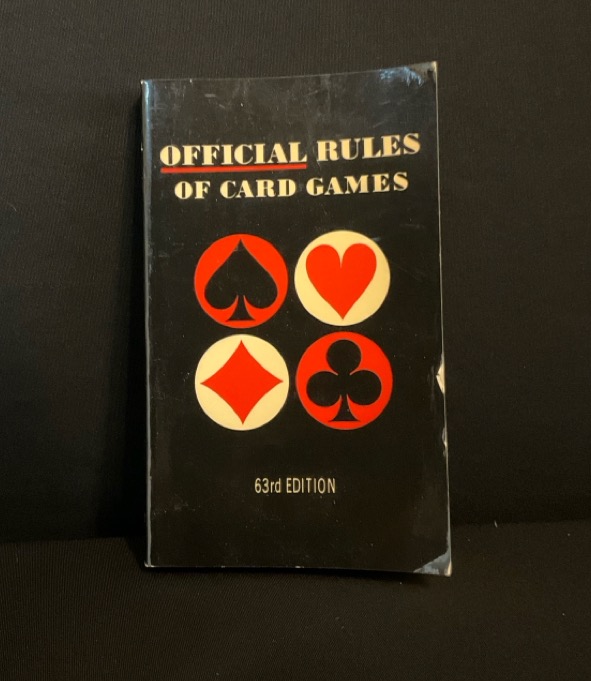 OFFICIAL RULES
OF CARD GAMES
63rd EDITION